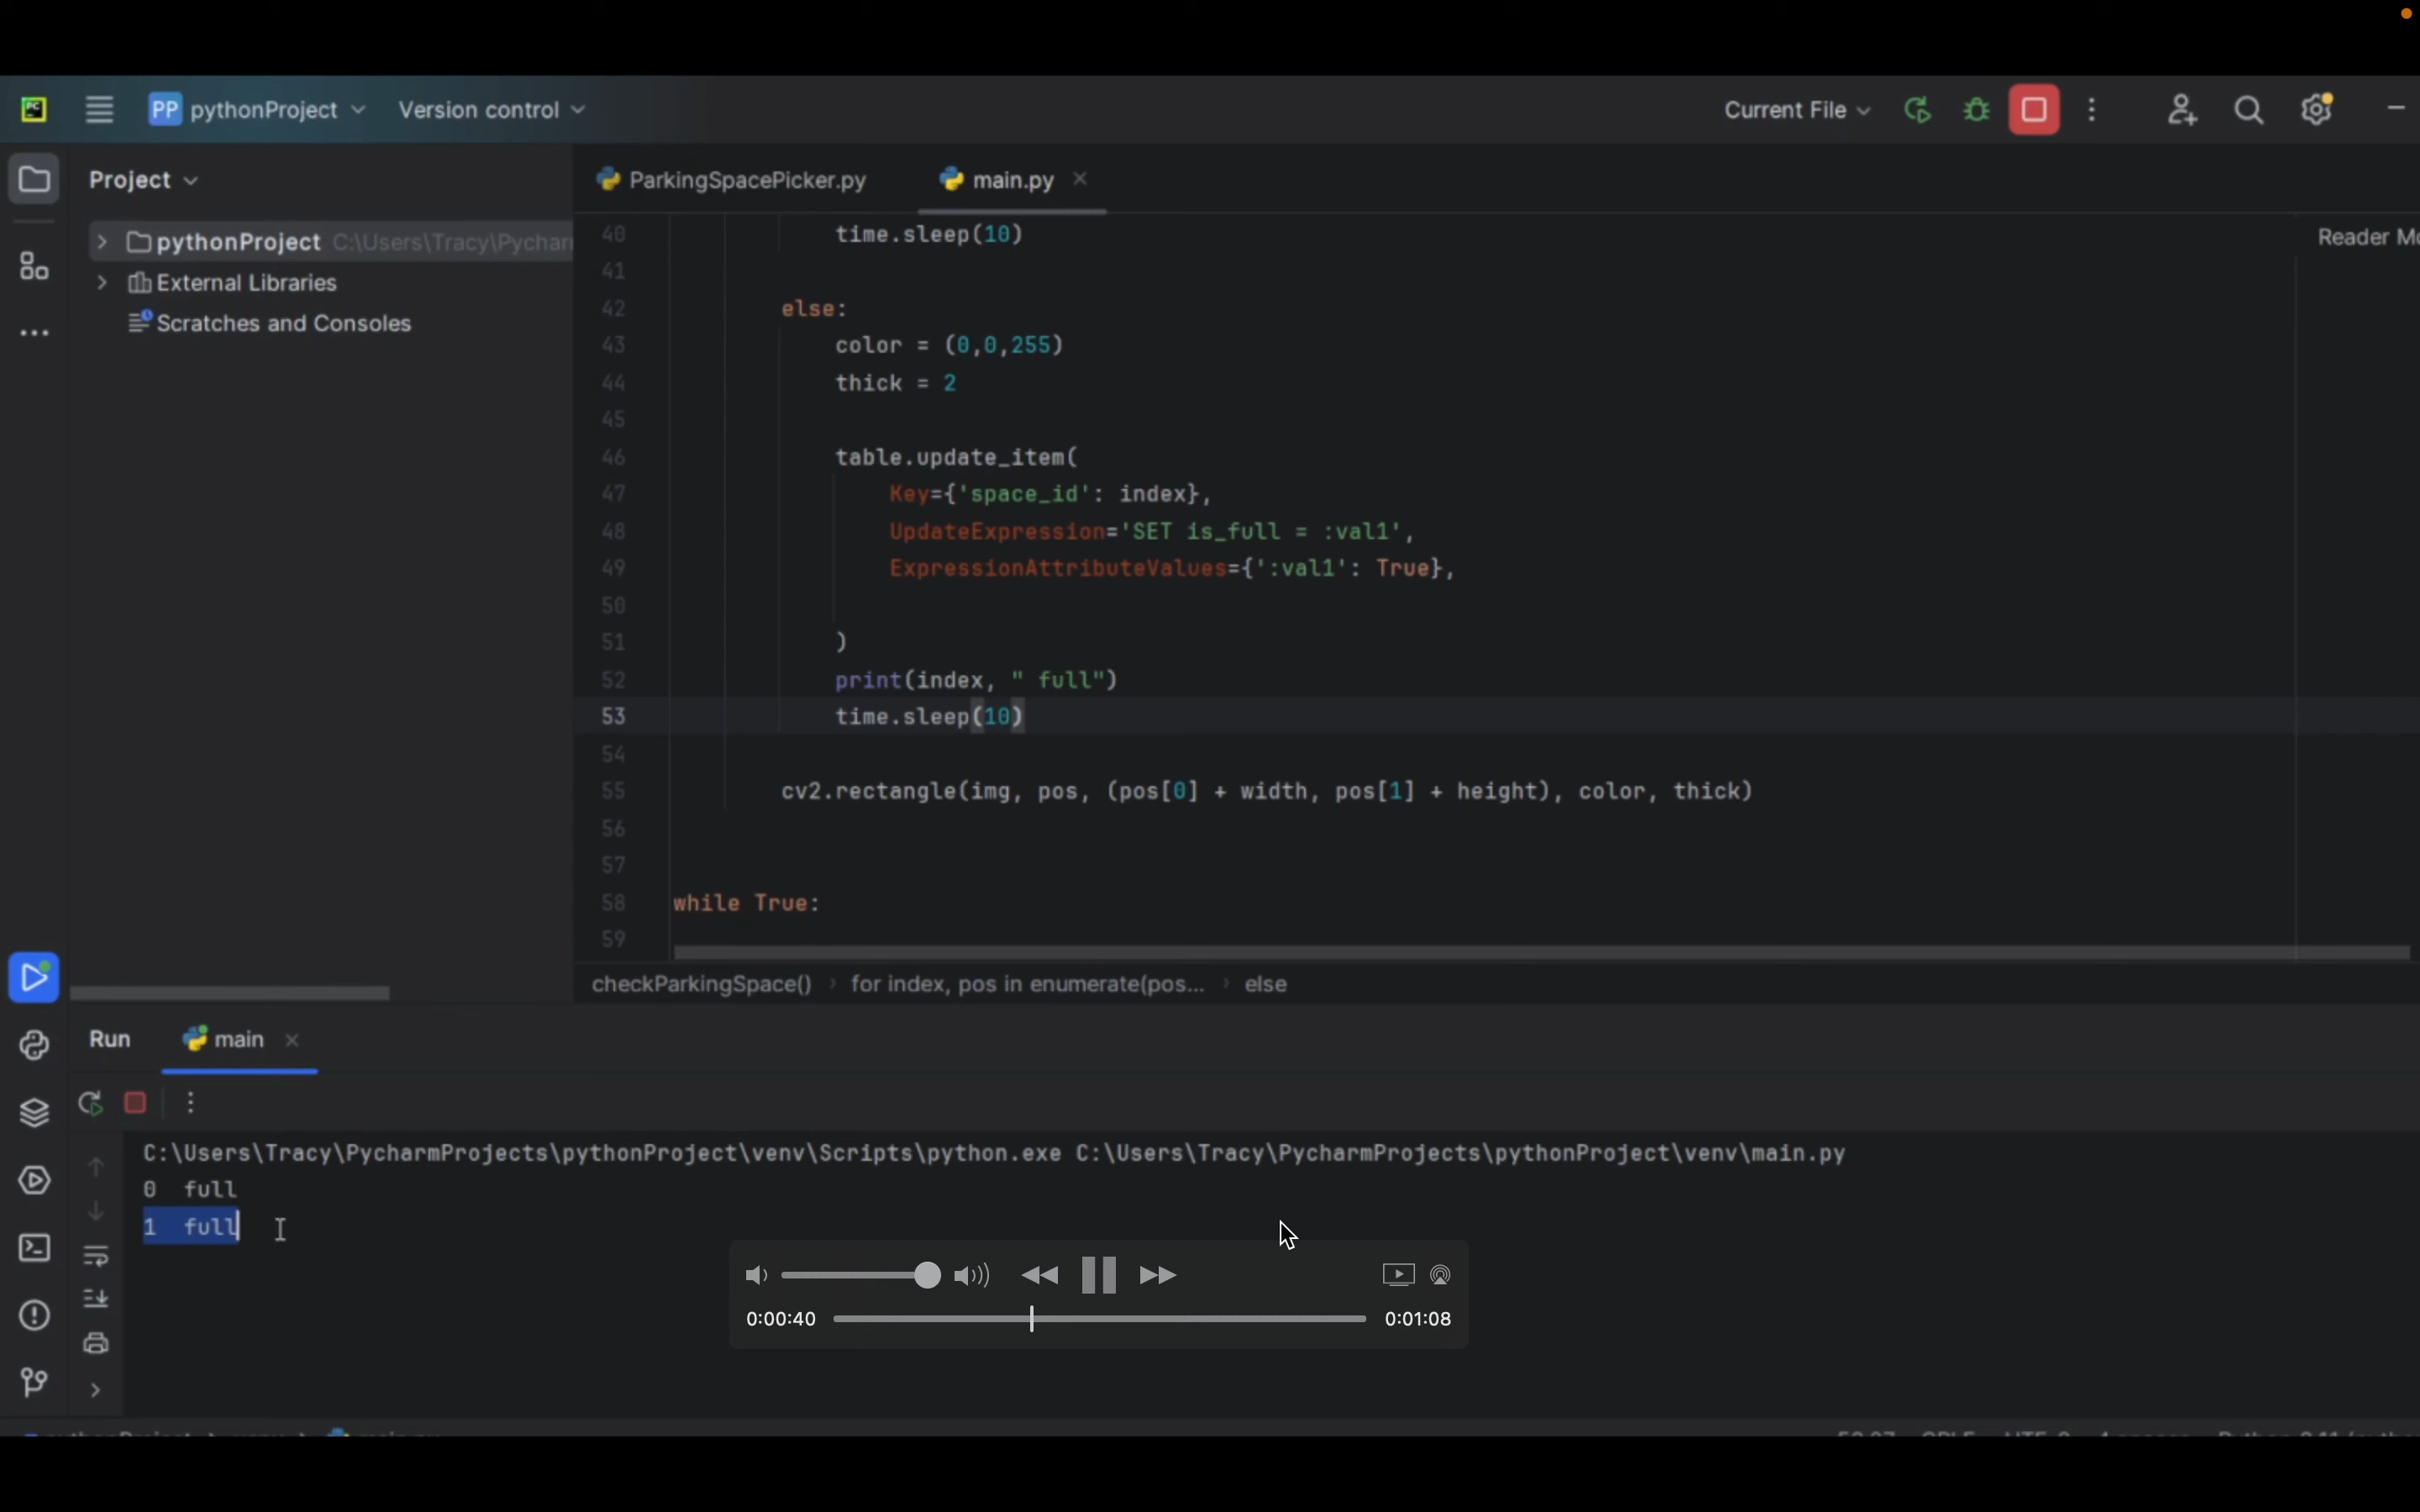 PC
PP pythonProject
Version control
Current File
Project
ParkingSpacePicker.py
main.py
pythonProject C:\Users\Tracy\Pychar
External Libraries
Scratches and Consoles
Reader Mo
40 time.sleep(10)
41
42 else:
43 color = (0,0,255)
44 thick = 2
45
46 table.update_item(
47 Key={'space_id': index},
48 UpdateExpression='SET is_full = :val1',
49 ExpressionAttributeValues={':val1': True},
50
51 )
52 print(index, " full")
53 time.sleep(10)
54
55 cv2.rectangle(img, pos, (pos[0] + width, pos[1] + height), color, thick)
56
57
58 while True:
59
checkParkingSpace() › for index, pos in enumerate(pos... › else
Run
main
C:\Users\Tracy\PycharmProjects\pythonProject\venv\Scripts\python.exe C:\Users\Tracy\PycharmProjects\pythonProject\venv\main.py
0 full
1 full
0:00:40
0:01:08